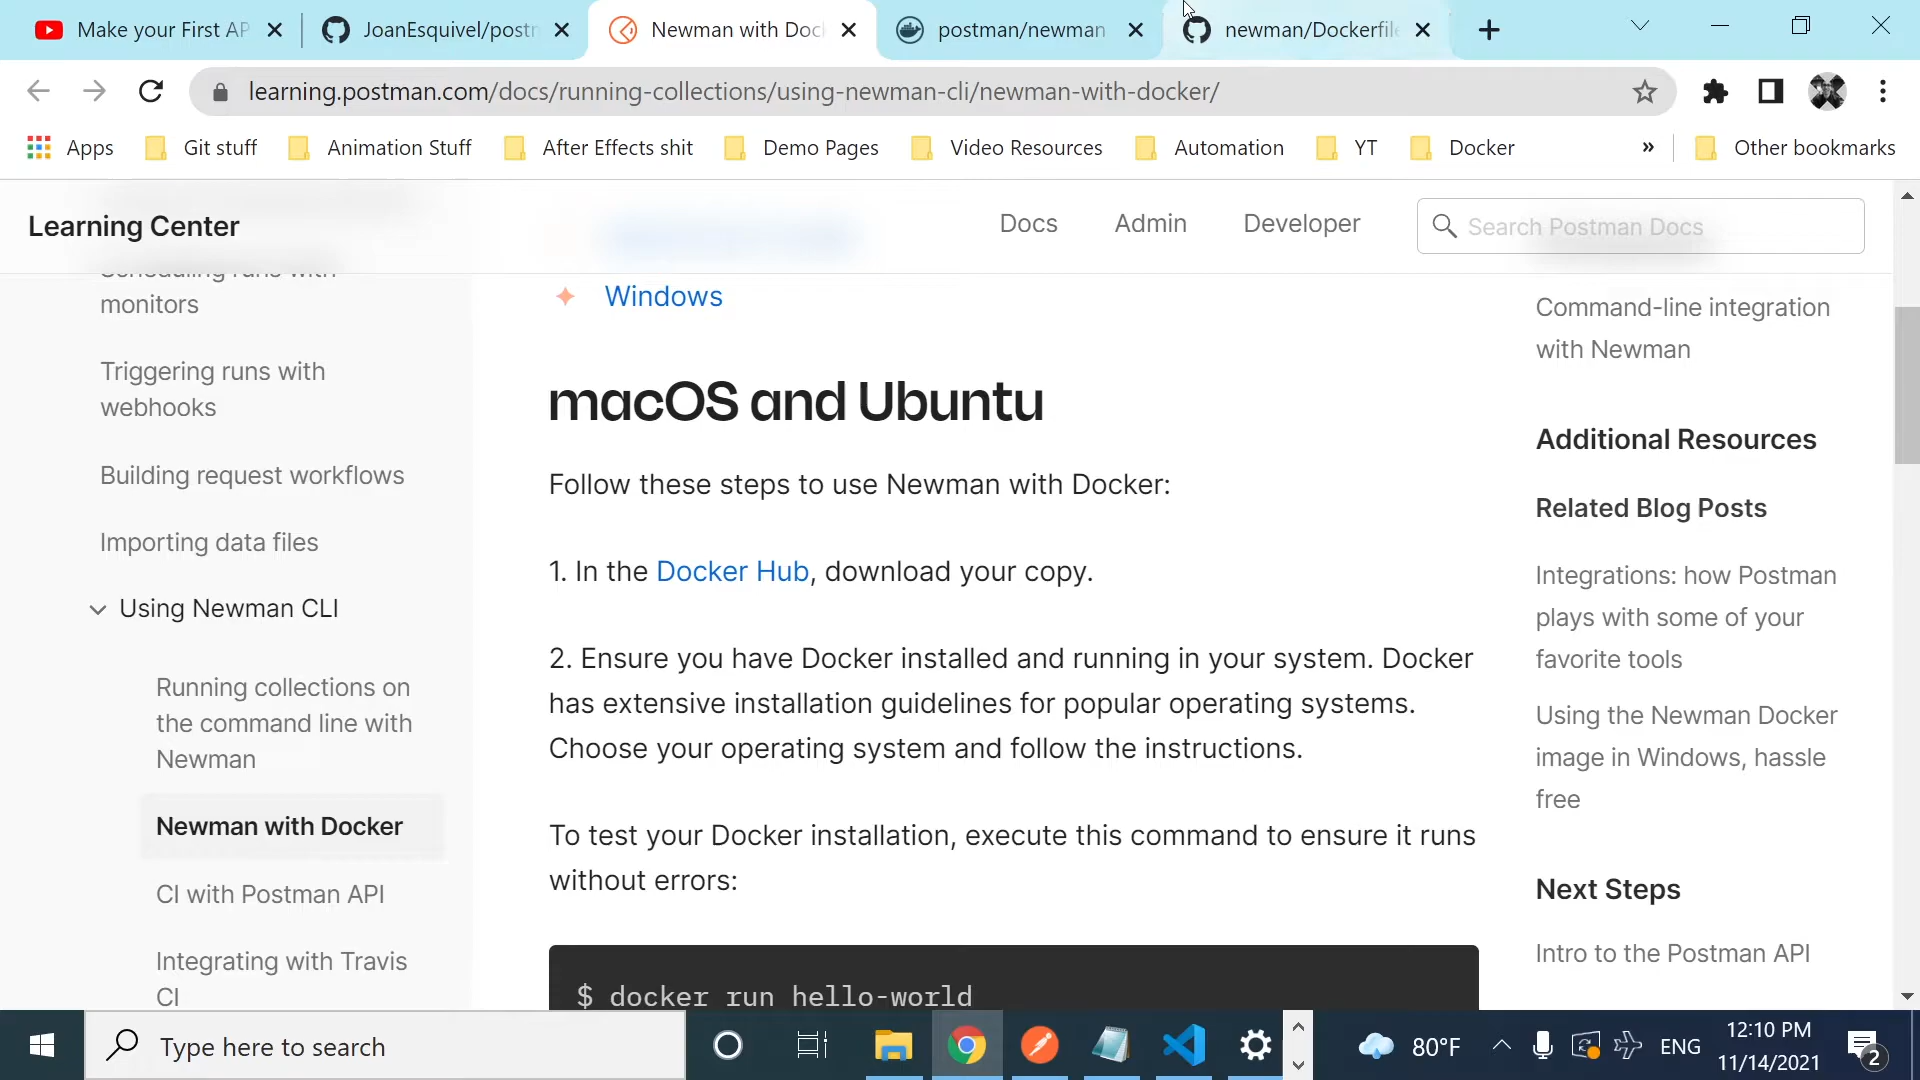 Make your First AP
JoanEsquivel/postm
Newman with Doc
postman/newman
newman/Dockerfile
learning.postman.com/docs/running-collections/using-newman-cli/newman-with-docker/
Apps
Git stuff
Animation Stuff
After Effects shit
Demo Pages
Video Resources
Automation
YT
Docker
»
Other bookmarks
Learning Center
Docs
Admin
Developer
Search Postman Docs
Scheduling runs with
monitors
Triggering runs with
webhooks
Building request workflows
Importing data files
Using Newman CLI
Running collections on
the command line with
Newman
Newman with Docker
CI with Postman API
Integrating with Travis
CI
Windows
macOS and Ubuntu
Follow these steps to use Newman with Docker:
1. In the Docker Hub, download your copy.
2. Ensure you have Docker installed and running in your system. Docker
has extensive installation guidelines for popular operating systems.
Choose your operating system and follow the instructions.
To test your Docker installation, execute this command to ensure it runs
without errors:
$ docker run hello-world
Command-line integration
with Newman
Additional Resources
Related Blog Posts
Integrations: how Postman
plays with some of your
favorite tools
Using the Newman Docker
image in Windows, hassle
free
Next Steps
Intro to the Postman API
Type here to search
80°F
ENG
12:10 PM
11/14/2021
2